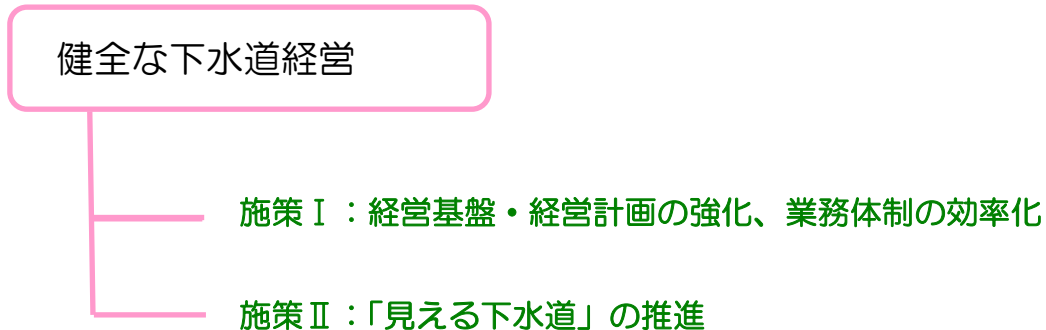 健全な下水道経営
施策Ⅰ：経営基盤・経営計画の強化、業務体制の効率化
施策Ⅱ：「見える下水道」の推進